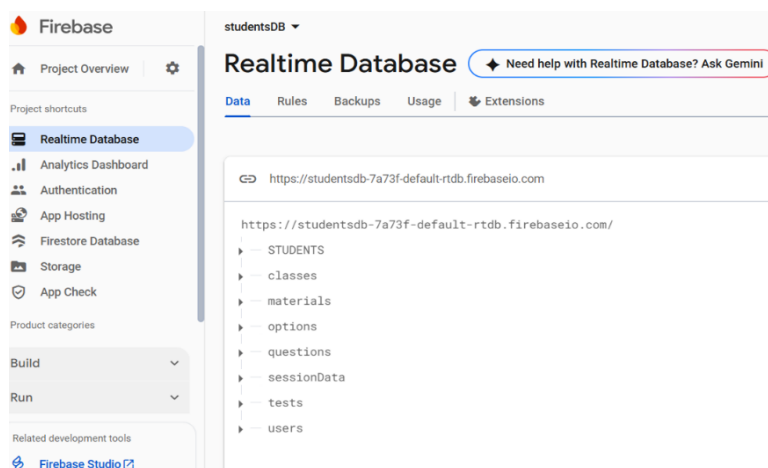 Firebase
Project Overview
Project shortcuts
Realtime Database
Analytics Dashboard
Authentication
App Hosting
Firestore Database
Storage
App Check
Product categories
Build
Run
Related development tools
Firebase Studio
studentsDB
Realtime Database
Need help with Realtime Database? Ask Gemini
Data Rules Backups Usage Extensions
https://studentsdb-7a73f-default-rtdb.firebaseio.com
https://studentsdb-7a73f-default-rtdb.firebaseio.com/
STUDENTS
classes
materials
options
questions
sessionData
tests
users